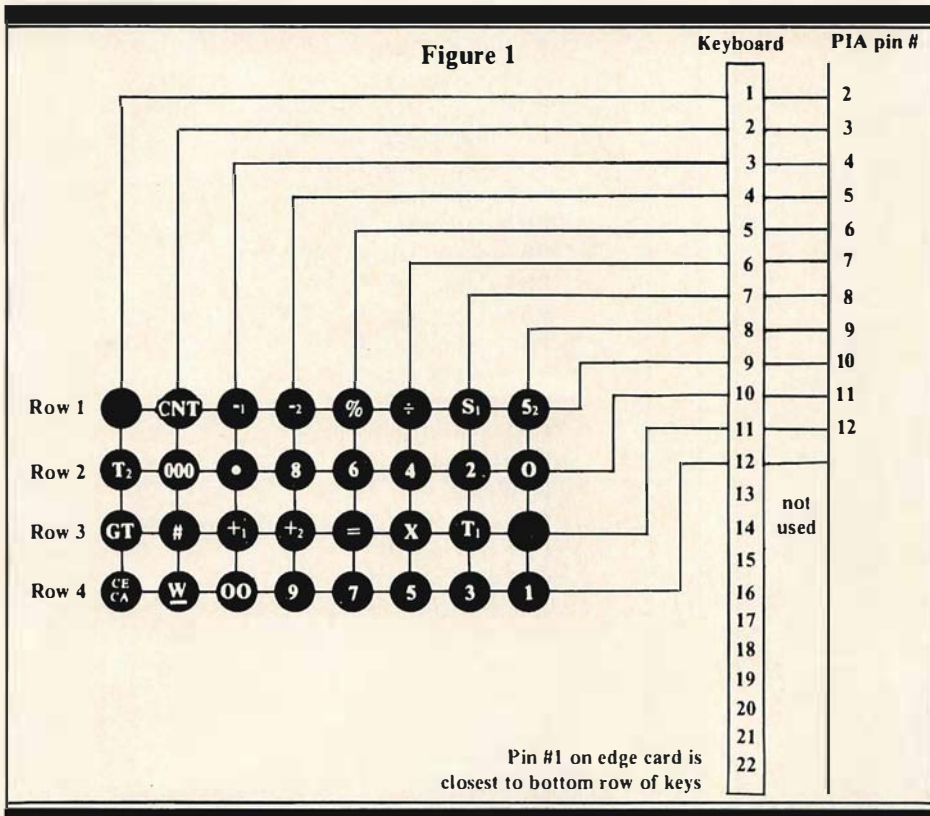 Figure 1
Keyboard
PIA pin #
1 2
2 3
3 4
4 5
5 6
6 7
7 8
8 9
9 10
10 11
11 12
12
13
14
15
16
17
18
19
20
21
22
not
used
Row 1 CNT -1 -2 % ÷ S1 S2
Row 2 T2 000 • 8 6 4 2 0
Row 3 GT # +1 +2 = X T1
Row 4 CE CA W 00 9 7 5 3 1
Pin #1 on edge card is
closest to bottom row of keys